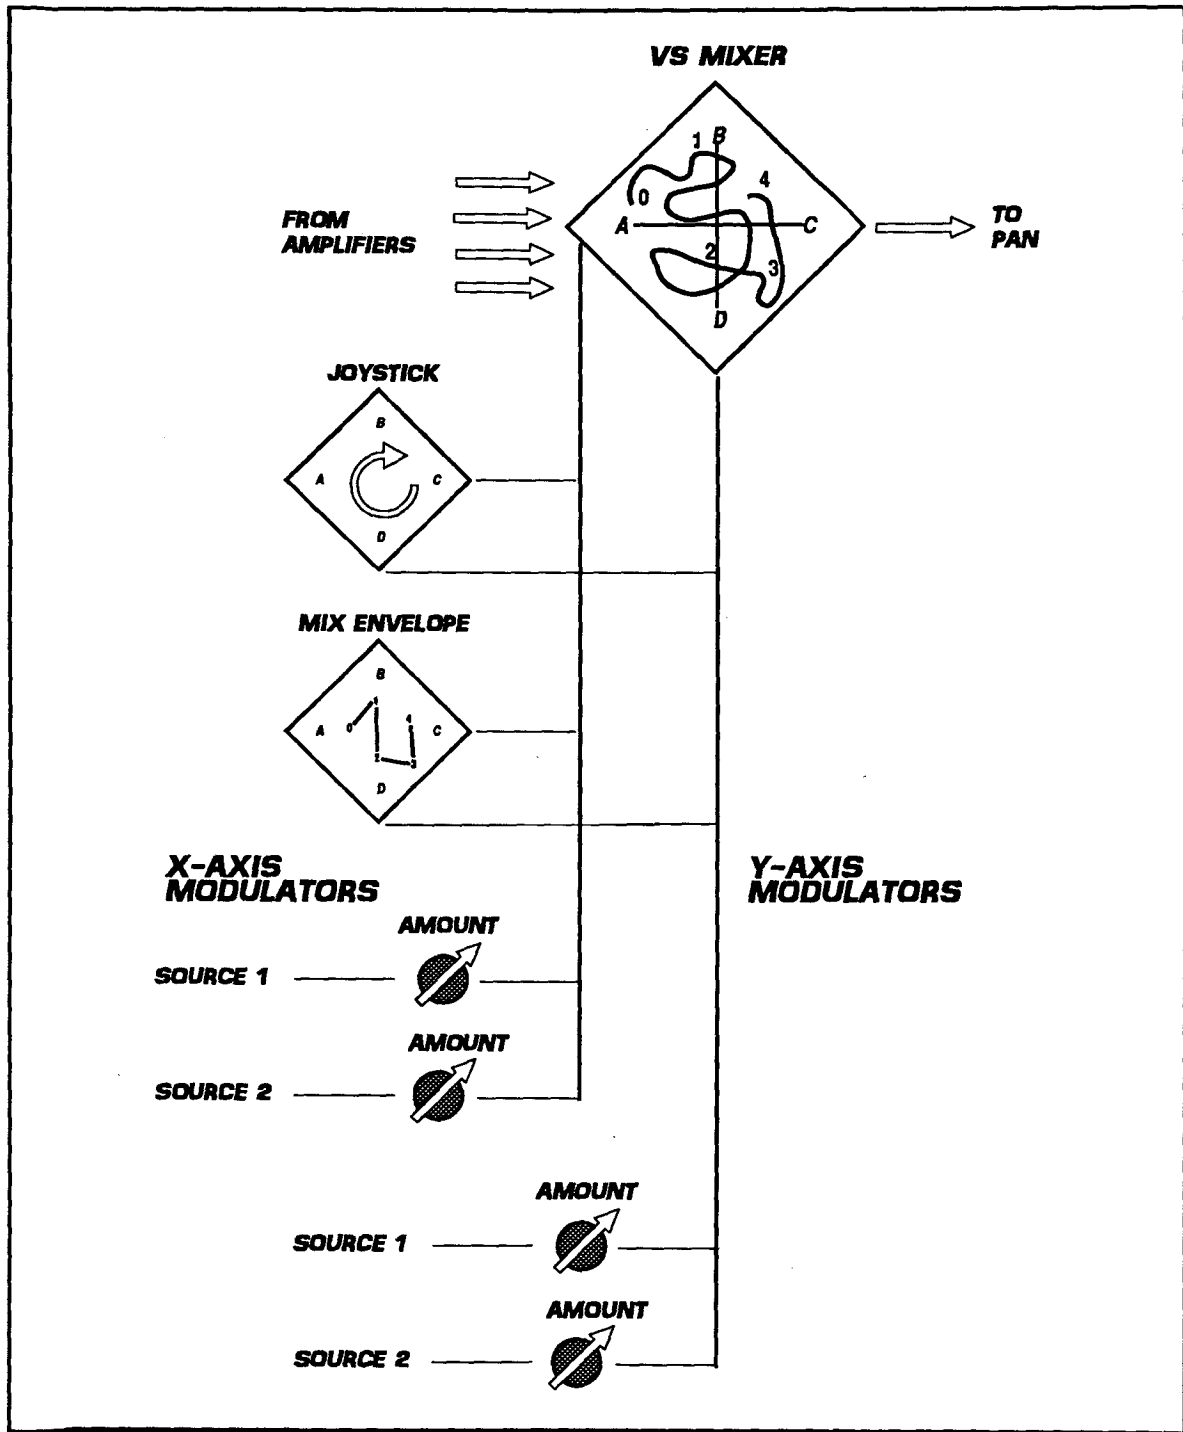 VS MIXER
1 B
0
4
A
C
2
3
D
FROM
AMPLIFIERS
TO
PAN
JOYSTICK
B
A
C
D
MIX ENVELOPE
B
1
A
0
4
C
2
3
D
X-AXIS
MODULATORS
Y-AXIS
MODULATORS
AMOUNT
SOURCE 1
AMOUNT
SOURCE 2
AMOUNT
SOURCE 1
AMOUNT
SOURCE 2